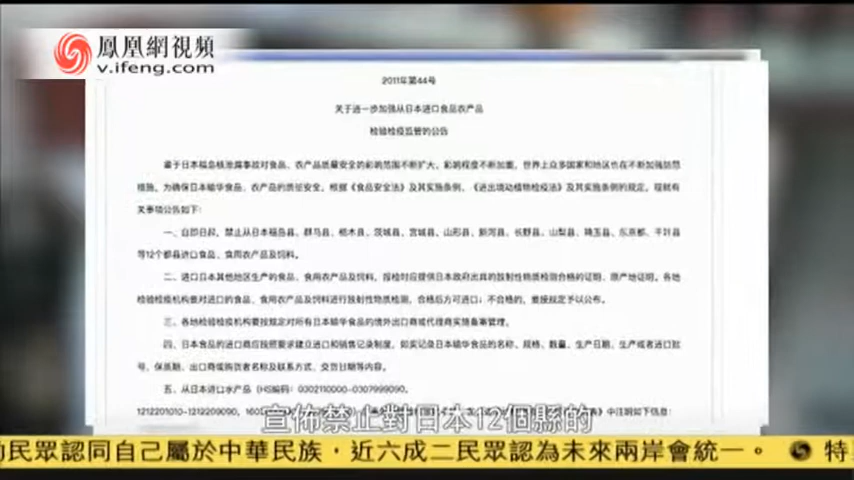 鳳凰網視頻
v.ifeng.com
2011年第44号
关于进一步加强从日本进口食品农产品
检验检疫监管的公告
鉴于日本福岛核泄露事故对食品、农产品质量安全的影响范围不断扩大，影响程度不断加重，世界上众多国家和地区也在不断加强防范
措施。为确保日本输华食品、农产品的质量安全，根据《食品安全法》及其实施条例、《进出境动植物检疫法》及其实施条例的规定，现就有
关事项公告如下：
一、自即日起，禁止从日本福岛县、群马县、栃木县、茨城县、宫城县、山形县、新泻县、长野县、山梨县、琦玉县、东京都、千叶县
等12个都县进口食品、食用农产品及饲料。
二、进口日本其他地区生产的食品、食用农产品及饲料，报检时应提供日本政府出具的放射性物质检测合格的证明、原产地证明。各地
检验检疫机构要对进口的食品、食用农产品及饲料进行放射性物质检测，合格后方可进口；不合格的，要按规定予以公布。
三、各地检验检疫机构要按规定对所有日本输华食品的境外出口商或代理商实施备案管理。
四、日本食品的进口商应按照要求建立进口和销售记录制度，如实记录日本输华食品的名称、规格、数量、生产日期、生产或者进口批
号、保质期、出口商或购货者名称及联系方式、交货日期等内容。
五、从日本进口水产品（HS编码：0302110000-0307999090，
1212201010-1212209090，160
表》中注明如下信息：
宣佈禁止對日本12個縣的
民眾認同自己屬於中華民族，近六成二民眾認為未來兩岸會統一。 特